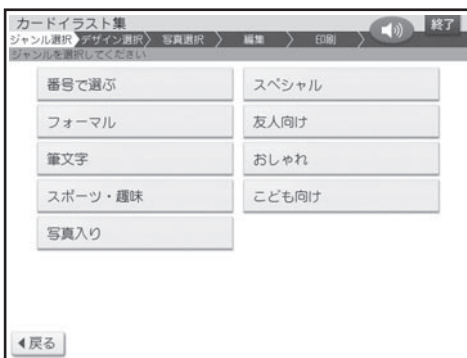 カードイラスト集
終了
ジャンル選択 デザイン選択 写真選択 編集 印刷
ジャンルを選択してください
番号で選ぶ スペシャル
フォーマル 友人向け
筆文字 おしゃれ
スポーツ・趣味 こども向け
写真入り
戻る